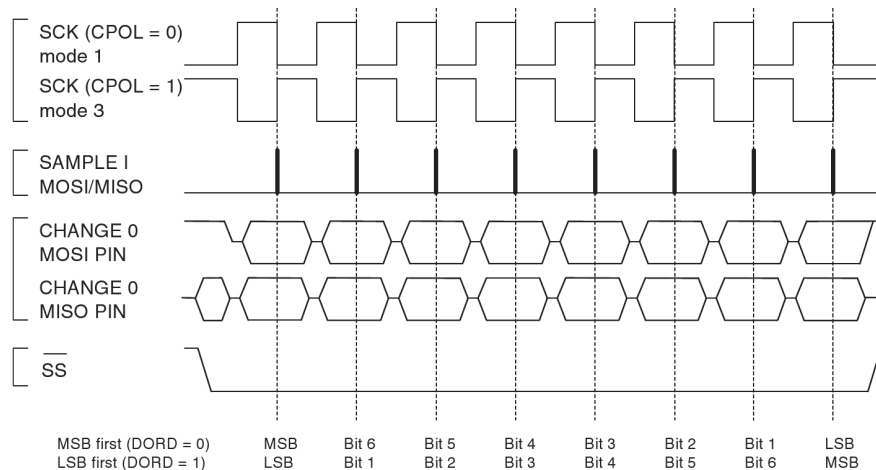 SCK (CPOL = 0)
mode 1
SCK (CPOL = 1)
mode 3
SAMPLE I
MOSI/MISO
CHANGE 0
MOSI PIN
CHANGE 0
MISO PIN
SS
MSB first (DORD = 0) MSB Bit 6 Bit 5 Bit 4 Bit 3 Bit 2 Bit 1 LSB
LSB first (DORD = 1) LSB Bit 1 Bit 2 Bit 3 Bit 4 Bit 5 Bit 6 MSB